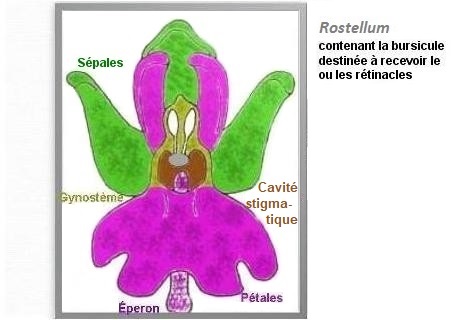 Rostellum
contenant la bursicule
destinée à recevoir le
ou les rétinacles
Sépales
Gynostème
Cavité
stigma-
tique
Pétales
Éperon